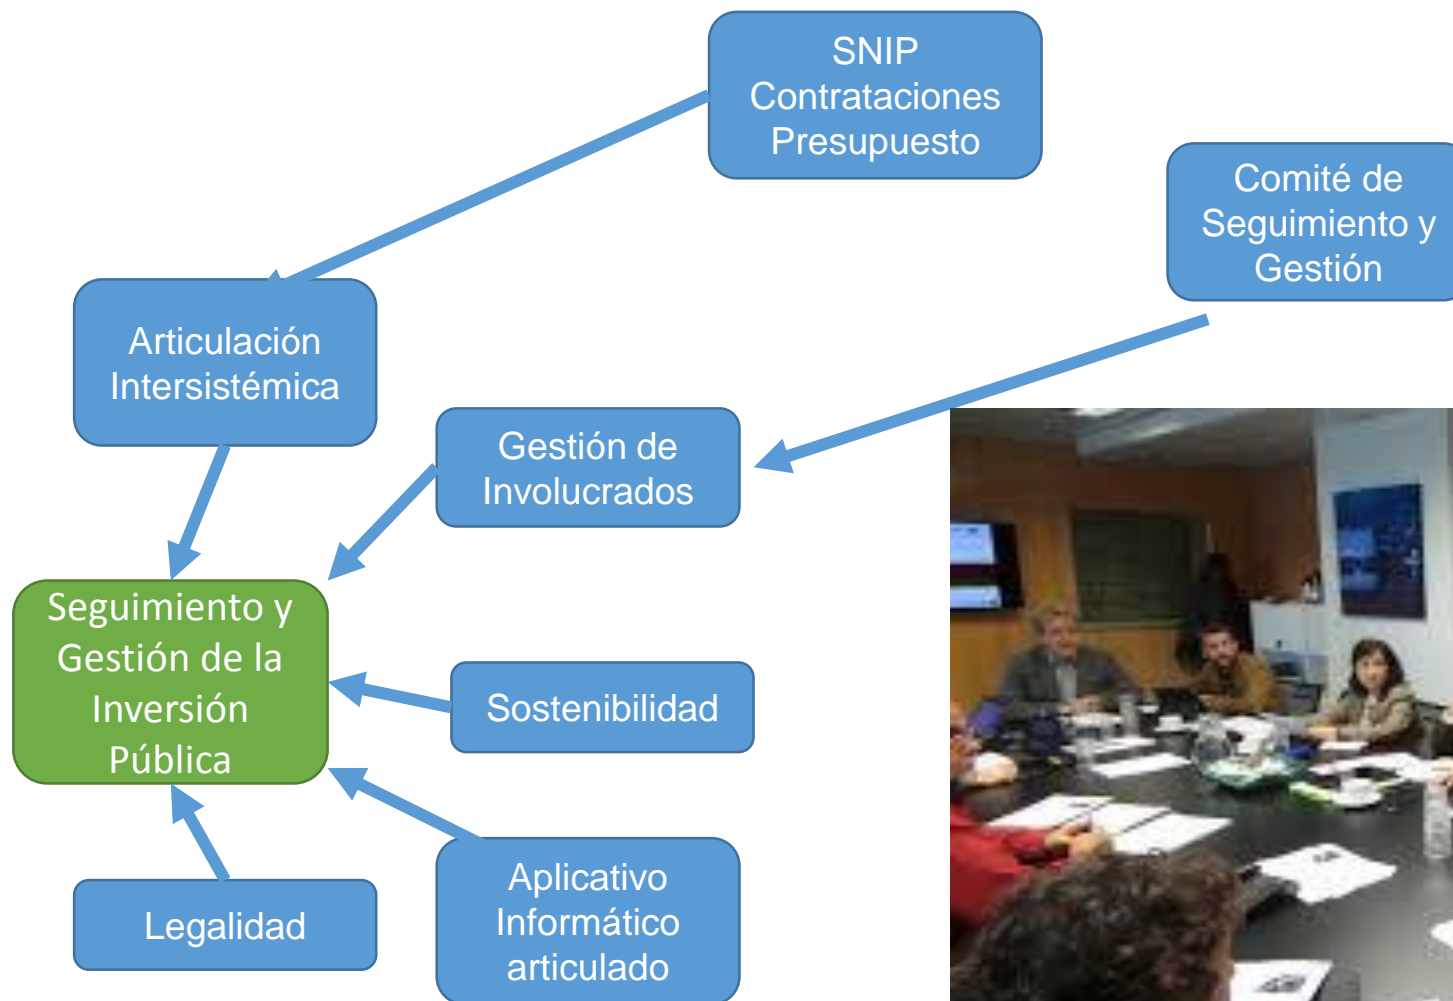 SNIP
Contrataciones
Presupuesto
Comité de
Seguimiento y
Gestión
Articulación
Intersistémica
Gestión de
Involucrados
Seguimiento y
Gestión de la
Inversión
Pública
Sostenibilidad
Aplicativo
Informático
articulado
Legalidad